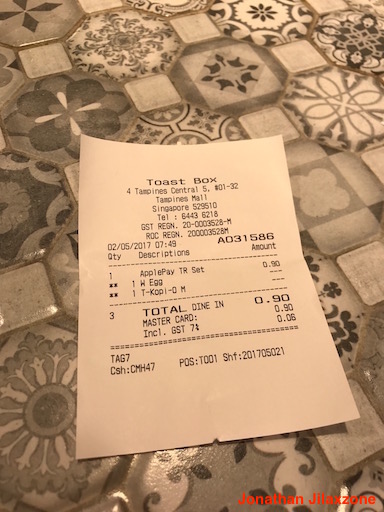 Toast Box
4 Tampines Central 5, #01-32
Tampines Mall
Singapore 529510
Tel : 6443 6218
GST REGN. 20-0003528-M
ROC REGN. 200003528M
02/05/2017 07:49 AO31586
Qty Descriptions Amount
1 ApplePay TR Set 0.90
** 1 W Egg ---
** 1 T-Kopi-O M ---
3 TOTAL DINE IN 0.90
MASTER CARD: 0.90
Incl. GST 7% 0.06
TAG7
Csh:CMH47 POS:T001 Shf:201705021
Jonathan Jiiaxzone